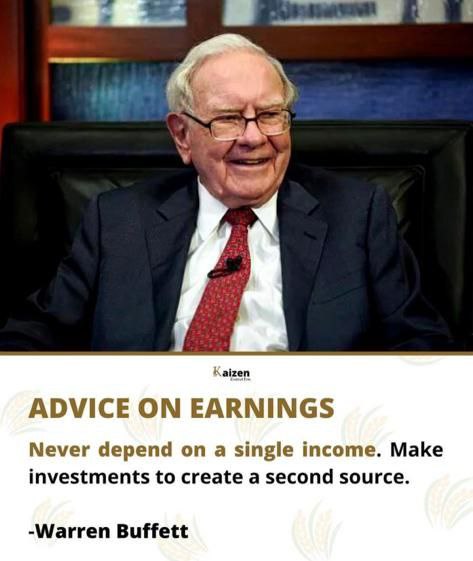 Kaizen
ADVICE ON EARNINGS
Never depend on a single income. Make
investments to create a second source.
-Warren Buffett